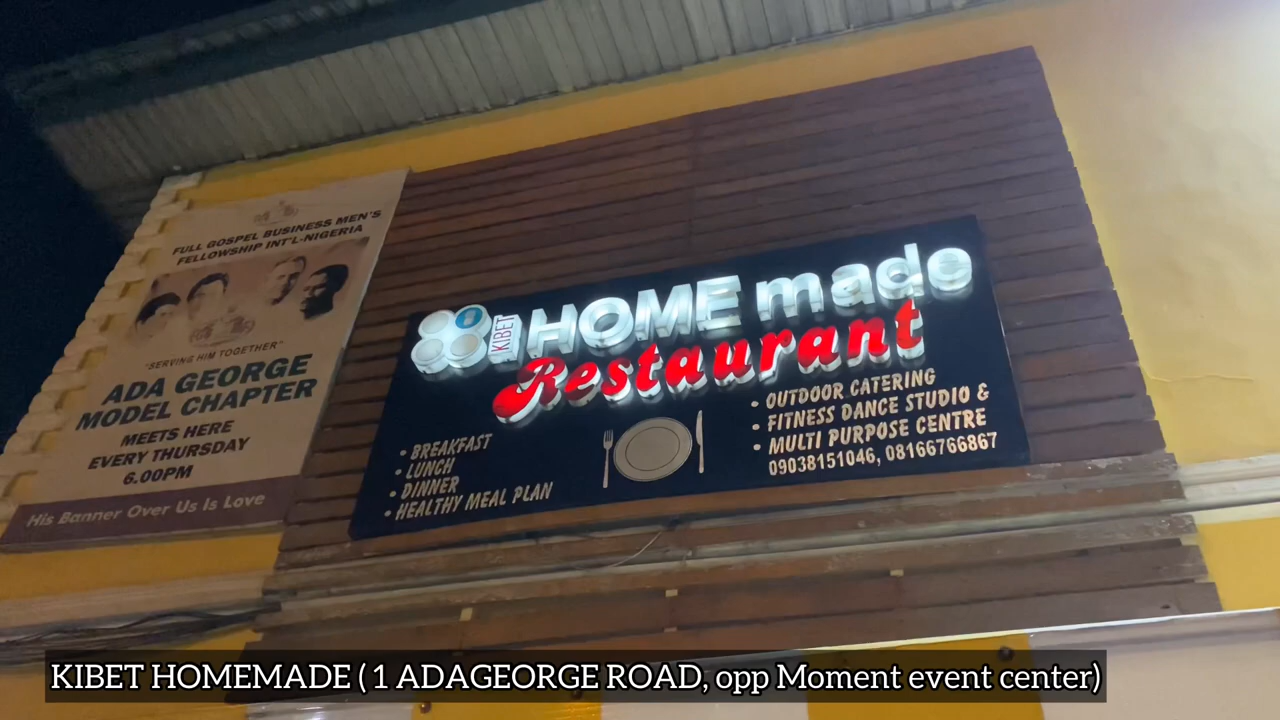 FULL GOSPEL BUSINESS MEN'S
FELLOWSHIP INT'L-NIGERIA
"SERVING HIM TOGETHER"
ADA GEORGE
MODEL CHAPTER
MEETS HERE
EVERY THURSDAY
6.00PM
His Banner Over Us Is Love
KIBET
HOME made
Restaurant
• BREAKFAST
• LUNCH
• DINNER
• HEALTHY MEAL PLAN
• OUTDOOR CATERING
• FITNESS DANCE STUDIO &
• MULTI PURPOSE CENTRE
09038151046, 08166766867
KIBET HOMEMADE ( 1 ADAGEORGE ROAD, opp Moment event center)